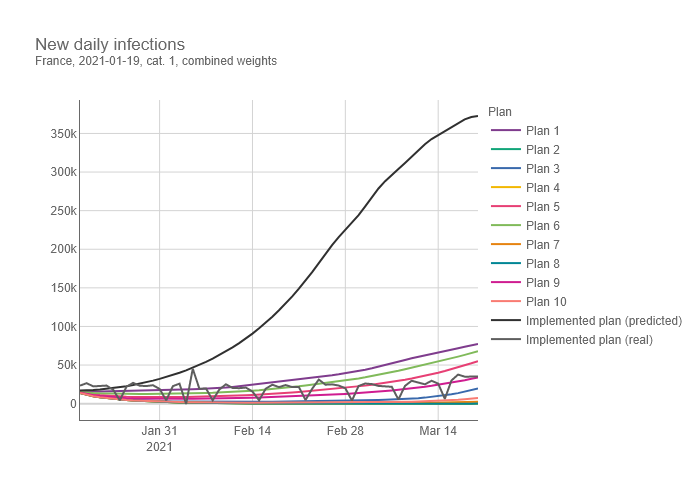 New daily infections
France, 2021-01-19, cat. 1, combined weights
Plan
350k
300k
250k
200k
150k
100k
50k
0
Jan 31
2021
Feb 14
Feb 28
Mar 14
Plan 1
Plan 2
Plan 3
Plan 4
Plan 5
Plan 6
Plan 7
Plan 8
Plan 9
Plan 10
Implemented plan (predicted)
Implemented plan (real)